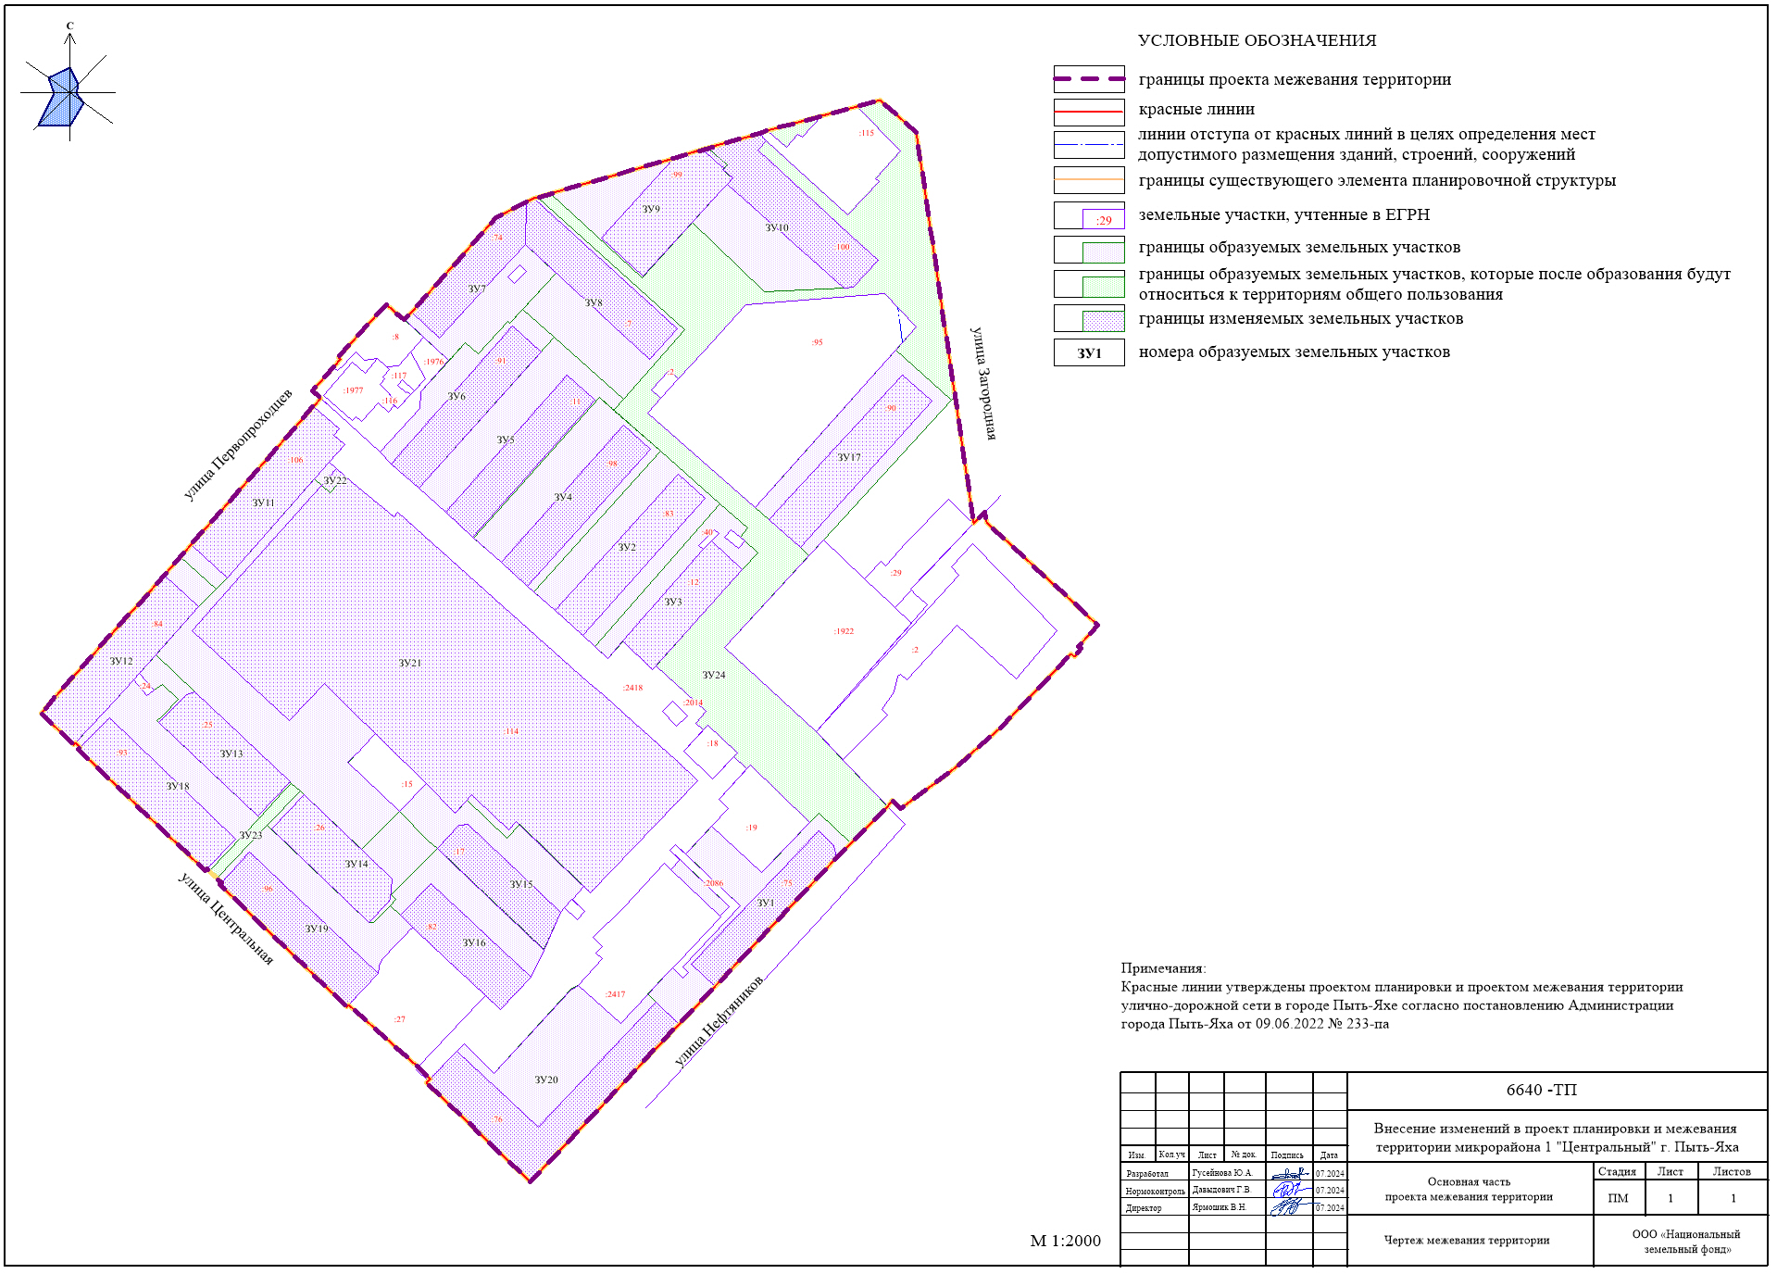 С
УСЛОВНЫЕ ОБОЗНАЧЕНИЯ
границы проекта межевания территории
красные линии
линии отступа от красных линий в целях определения мест
допустимого размещения зданий, строений, сооружений
границы существующего элемента планировочной структуры
:29
земельные участки, учтенные в ЕГРН
границы образуемых земельных участков
границы образуемых земельных участков, которые после образования будут
относиться к территориям общего пользования
границы изменяемых земельных участков
ЗУ1
номера образуемых земельных участков
:115
:99
ЗУ9
ЗУ10
:100
:74
ЗУ7
ЗУ8
:8
:1976
:117
:1977
:116
:91
ЗУ6
:11
ЗУ5
:95
:2
:90
ЗУ17
улица Загородная
улица Первопроходцев
:106
ЗУ22
ЗУ11
:98
ЗУ4
:83
ЗУ2
:40
:12
ЗУ3
:29
:1922
:2
:84
ЗУ12
ЗУ21
ЗУ24
:24
:2418
:2014
:25
:93
ЗУ13
:114
:18
ЗУ18
:15
:26
ЗУ23
:19
:17
ЗУ14
ЗУ15
:2086
:75
ЗУ1
:96
улица Центральная
ЗУ19
:82
ЗУ16
:2417
:27
улица Нефтяников
ЗУ20
:76
Примечания:
Красные линии утверждены проектом планировки и проектом межевания территории
улично-дорожной сети в городе Пыть-Яхе согласно постановлению Администрации
города Пыть-Яха от 09.06.2022 № 233-па
М 1:2000
6640 -ТП
Внесение изменений в проект планировки и межевания
территории микрорайона 1 "Центральный" г. Пыть-Яха
Изм. Кол.уч Лист № док. Подпись Дата
Разработал Гусейнова Ю.А. 07.2024
Нормоконтроль Давыдович Г.В. 07.2024
Директор Ярмошик В.Н. 07.2024
Основная часть
проекта межевания территории
Стадия Лист Листов
ПМ 1 1
Чертеж межевания территории
ООО «Национальный
земельный фонд»